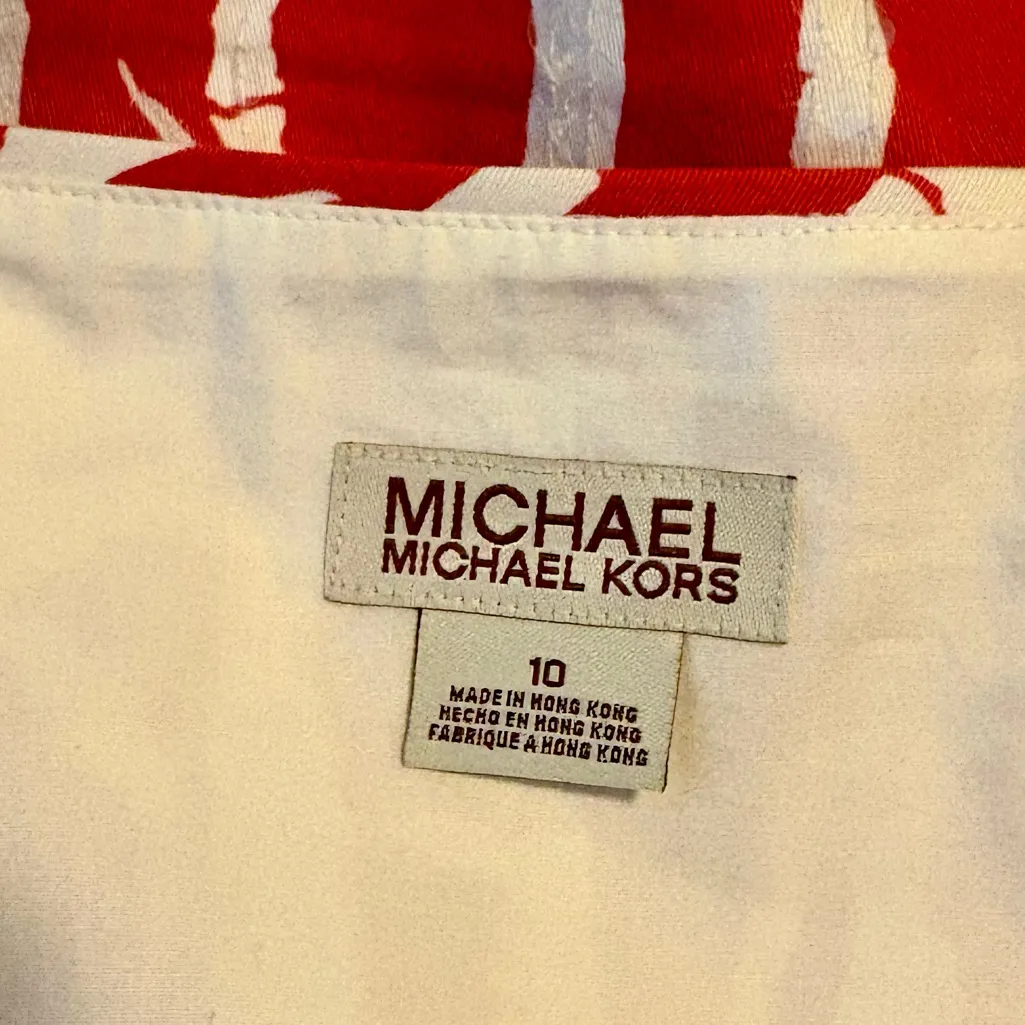 MICHAEL
MICHAEL KORS
10
MADE IN HONG KONG
HECHO EN HONG KONG
FABRIQUE A HONG KONG